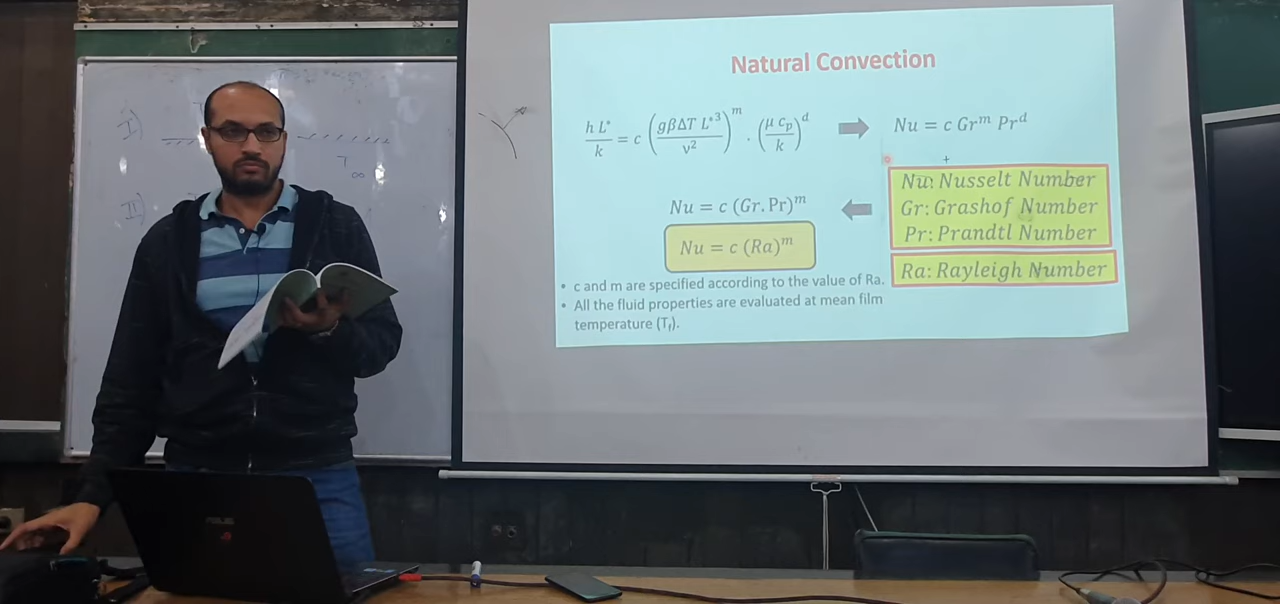 Natural Convection
h L* / k = c (gβΔT L*³ / ν²)^m · (μ c_p / k)^d ➡ Nu = c Gr^m Pr^d
Nu: Nusselt Number
Gr: Grashof Number
Pr: Prandtl Number
Ra: Rayleigh Number
Nu = c (Gr.Pr)^m
Nu = c (Ra)^m
• c and m are specified according to the value of Ra.
• All the fluid properties are evaluated at mean film
temperature (T_f).
I)
T∞
II)
ASUS